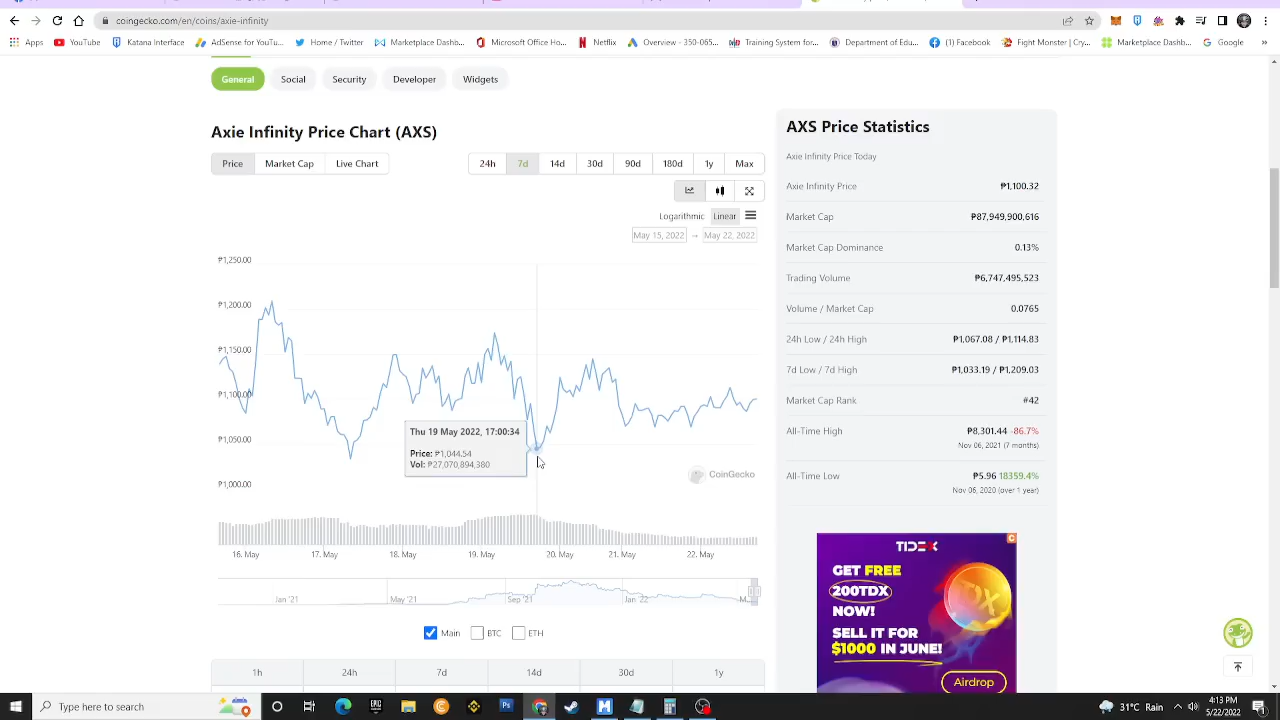 coingecko.com/en/coins/axie-infinity
Apps YouTube Katana Interface AdSense for YouTu... Home / Twitter Marketplace Dashb... Microsoft Office Ho... Netflix Overview - 350-065... Training System for... Department of Edu... (1) Facebook Fight Monster | Cry... Marketplace Dashb... Google »
General Social Security Developer Widgets
Axie Infinity Price Chart (AXS)
Price Market Cap Live Chart
24h 7d 14d 30d 90d 180d 1y Max
Logarithmic Linear
May 15, 2022 → May 22, 2022
₱1,250.00
₱1,200.00
₱1,150.00
₱1,100.00
₱1,050.00
₱1,000.00
Thu 19 May 2022, 17:00:34
Price: ₱1,044.54
Vol: ₱27,070,894,380
CoinGecko
16. May 17. May 18. May 19. May 20. May 21. May 22. May
Jan '21 May '21 Sep '21 Jan '22 M...
Main BTC ETH
1h 24h 7d 14d 30d 1y
AXS Price Statistics
Axie Infinity Price Today
Axie Infinity Price ₱1,100.32
Market Cap ₱87,949,900,616
Market Cap Dominance 0.13%
Trading Volume ₱6,747,495,523
Volume / Market Cap 0.0765
24h Low / 24h High ₱1,067.08 / ₱1,114.83
7d Low / 7d High ₱1,033.19 / ₱1,209.03
Market Cap Rank #42
All-Time High ₱8,301.44 -86.7%
Nov 06, 2021 (7 months)
All-Time Low ₱5.96 18359.4%
Nov 06, 2020 (over 1 year)
TIDEX
GET FREE
200TDX
NOW!
SELL IT FOR
$1000 IN JUNE!
Airdrop
Type here to search
31°C Rain
4:13 PM
5/22/2022